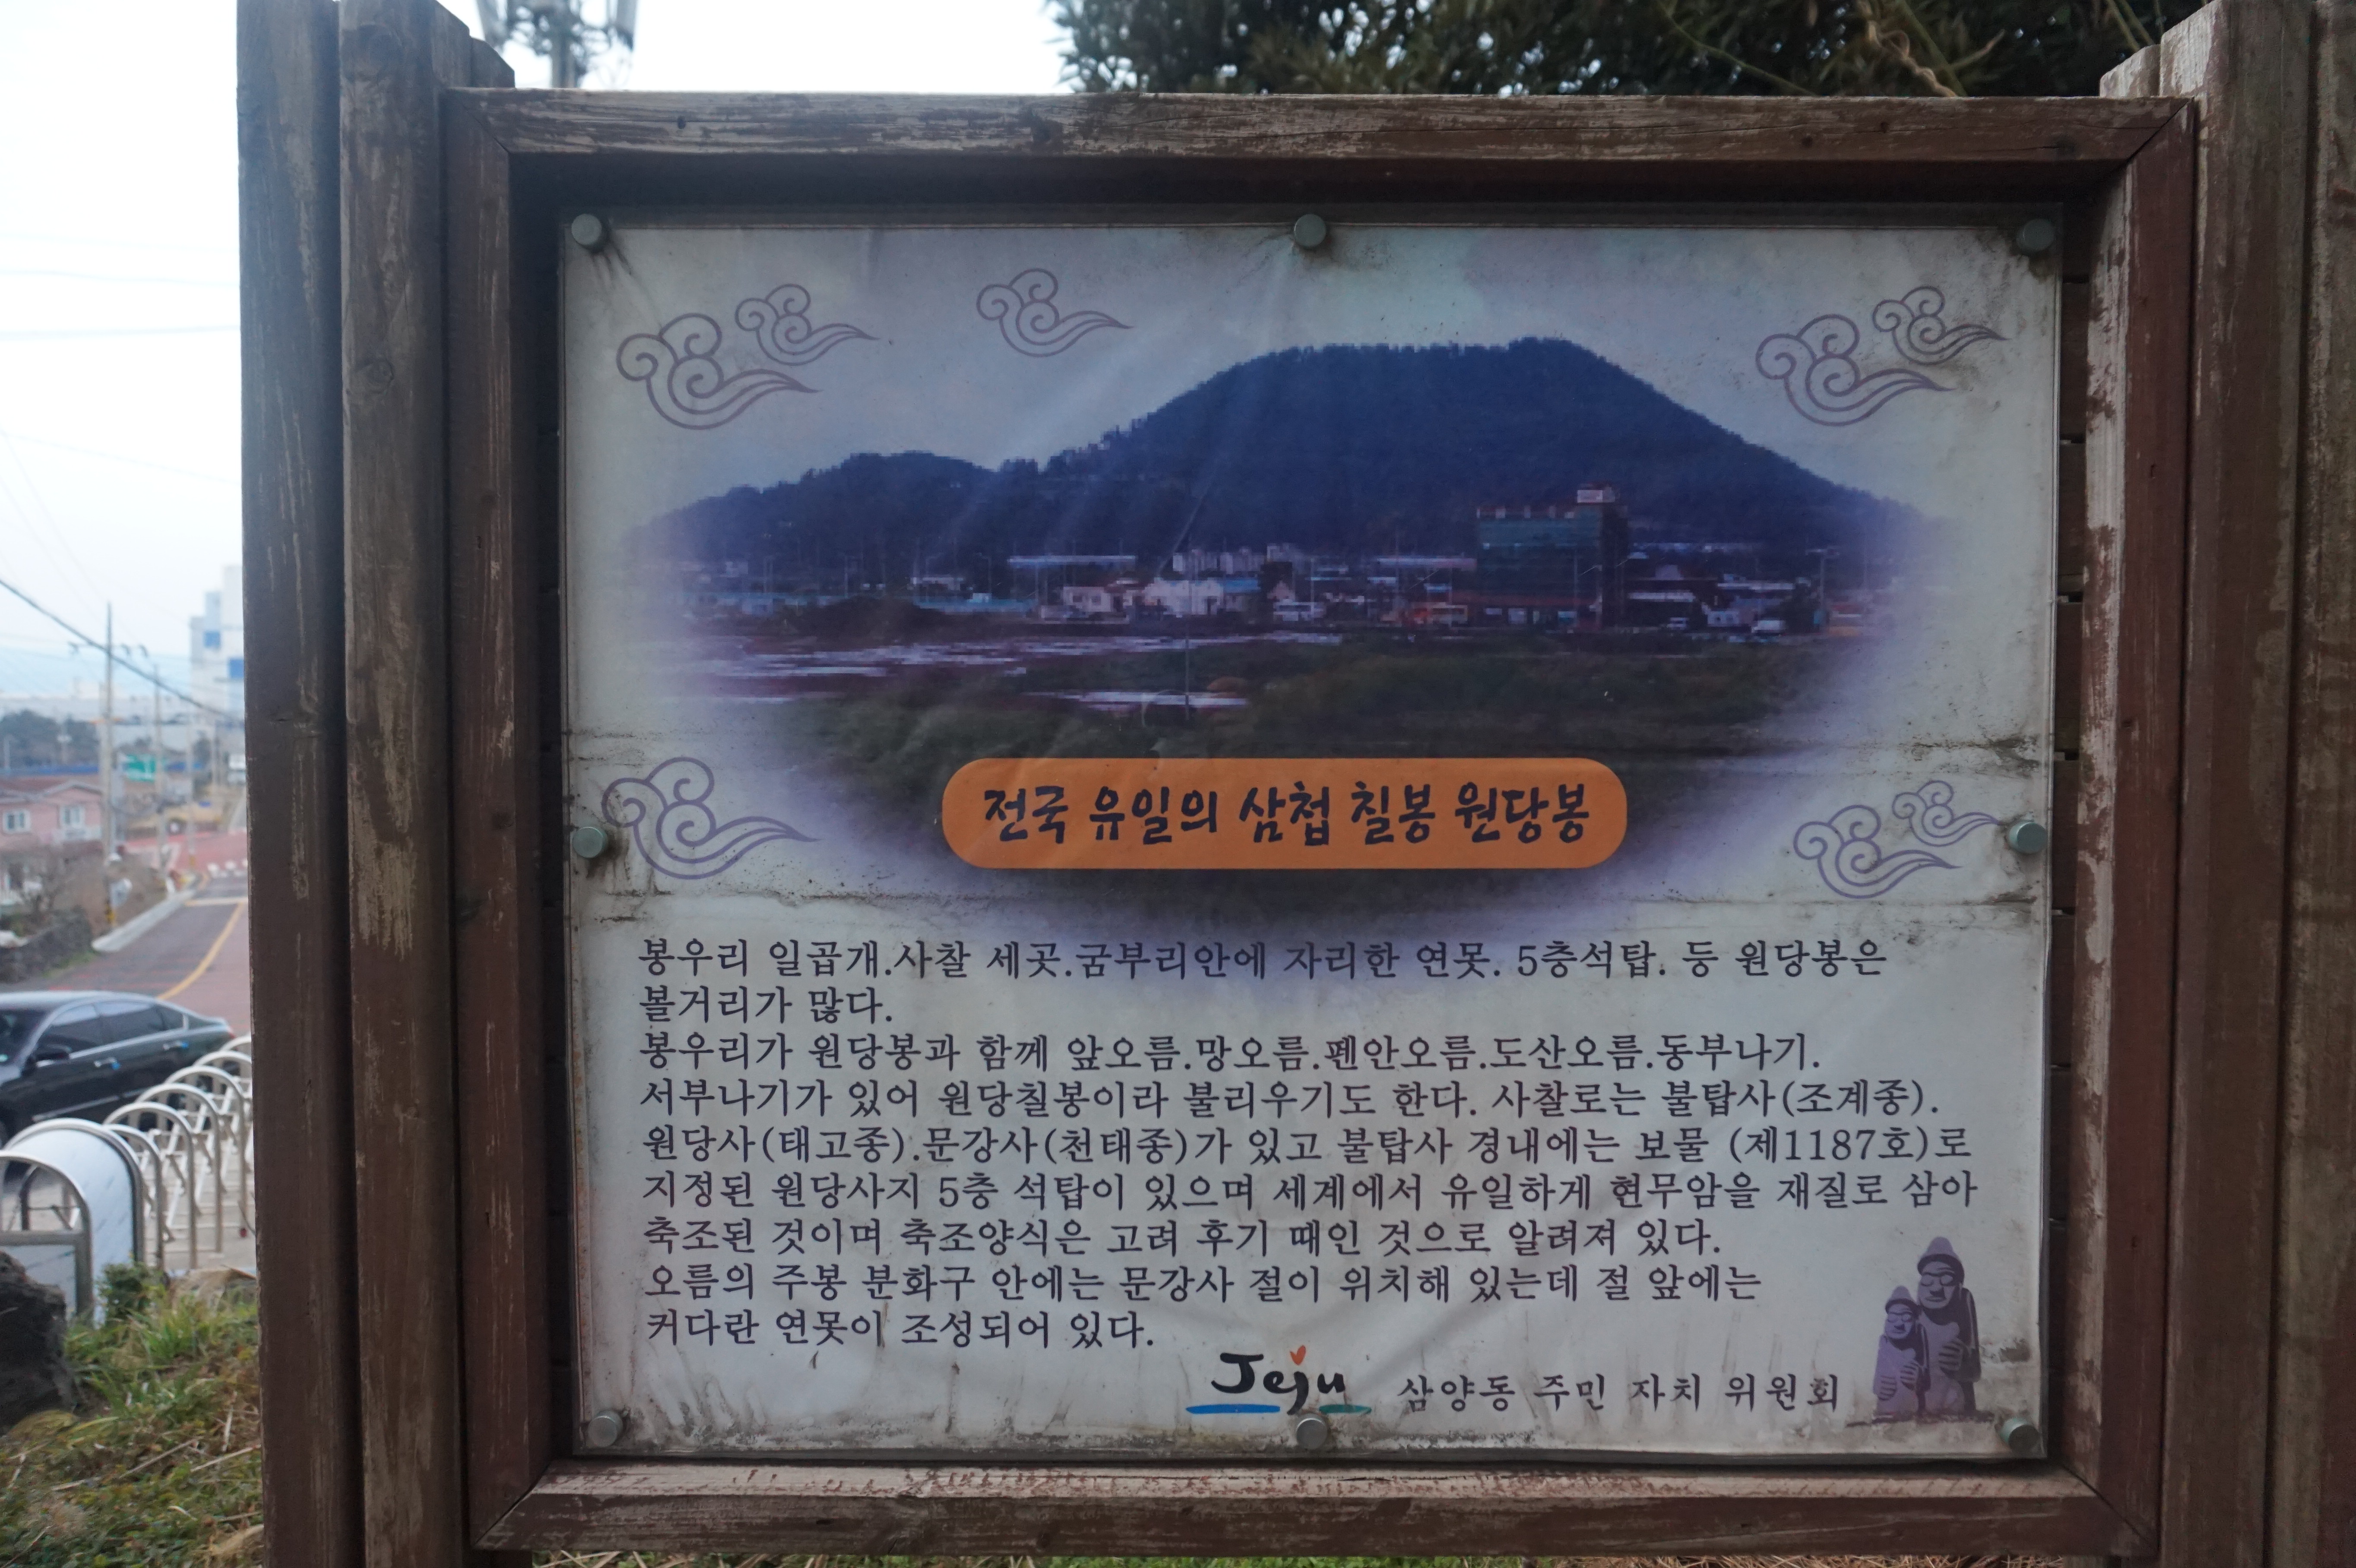 전국 유일의 삼첩 칠봉 원당봉
봉우리 일곱개.사찰 세곳.굼부리안에 자리한 연못. 5층석탑. 등 원당봉은
볼거리가 많다.
봉우리가 원당봉과 함께 앞오름.망오름.펜안오름.도산오름.동부나기.
서부나기가 있어 원당칠봉이라 불리우기도 한다. 사찰로는 불탑사(조계종).
원당사(태고종).문강사(천태종)가 있고 불탑사 경내에는 보물 (제1187호)로
지정된 원당사지 5층 석탑이 있으며 세계에서 유일하게 현무암을 재질로 삼아
축조된 것이며 축조양식은 고려 후기 때인 것으로 알려져 있다.
오름의 주봉 분화구 안에는 문강사 절이 위치해 있는데 절 앞에는
커다란 연못이 조성되어 있다.
Jeju 삼양동 주민 자치 위원회